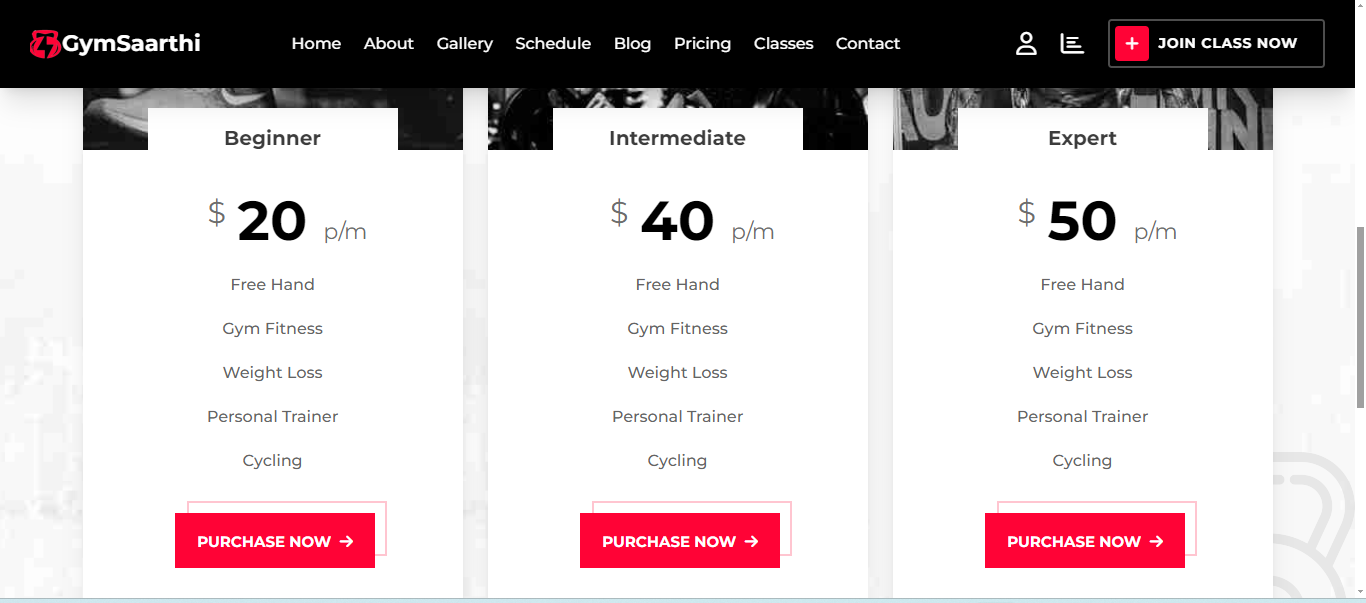 GymSaarthi
Home About Gallery Schedule Blog Pricing Classes Contact
+ JOIN CLASS NOW
Beginner
$ 20 p/m
Free Hand
Gym Fitness
Weight Loss
Personal Trainer
Cycling
PURCHASE NOW →
Intermediate
$ 40 p/m
Free Hand
Gym Fitness
Weight Loss
Personal Trainer
Cycling
PURCHASE NOW →
Expert
$ 50 p/m
Free Hand
Gym Fitness
Weight Loss
Personal Trainer
Cycling
PURCHASE NOW →